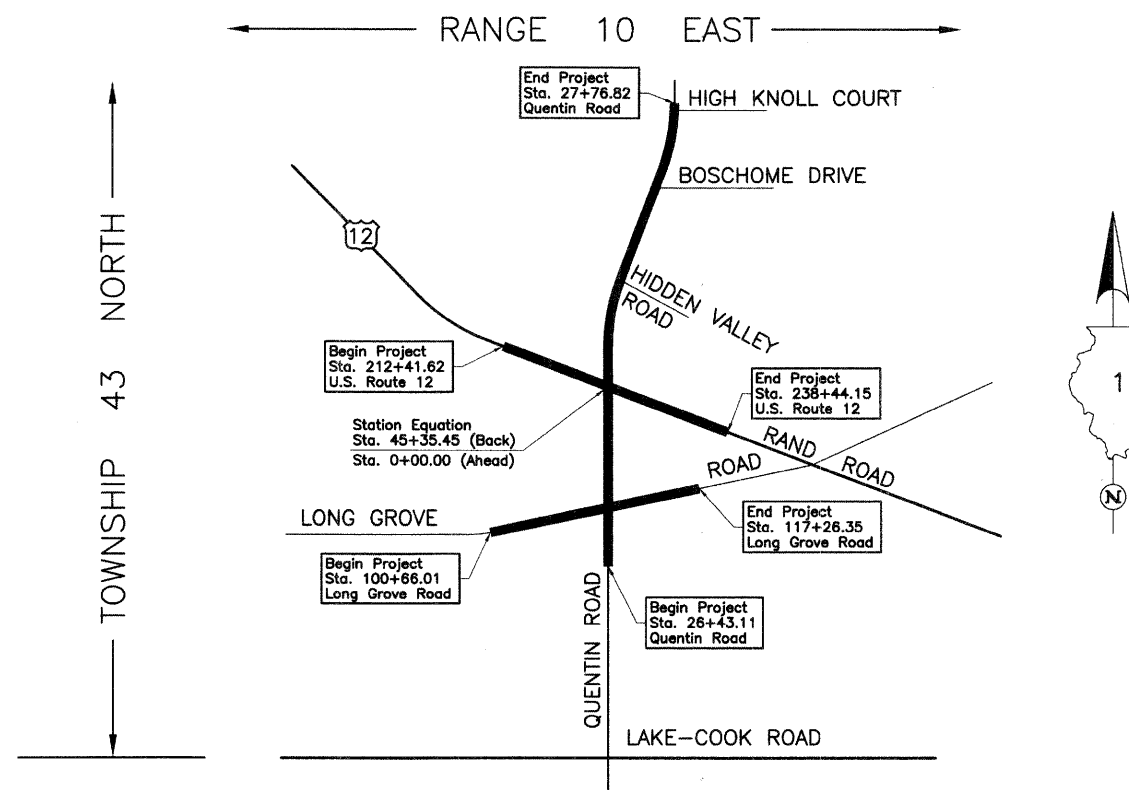 RANGE 10 EAST
End Project
Sta. 27+76.82
Quentin Road
HIGH KNOLL COURT
BOSCHOME DRIVE
TOWNSHIP 43 NORTH
12
HIDDEN VALLEY
ROAD
Begin Project
Sta. 212+41.62
U.S. Route 12
End Project
Sta. 238+44.15
U.S. Route 12
1
Station Equation
Sta. 45+35.45 (Back)
Sta. 0+00.00 (Ahead)
RAND ROAD
LONG GROVE ROAD
N
End Project
Sta. 117+26.35
Long Grove Road
Begin Project
Sta. 100+66.01
Long Grove Road
Begin Project
Sta. 26+43.11
Quentin Road
QUENTIN ROAD
LAKE-COOK ROAD